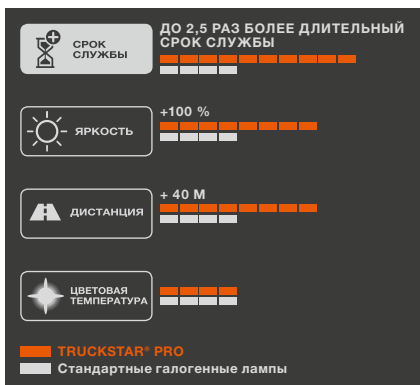 ДО 2,5 РАЗ БОЛЕЕ ДЛИТЕЛЬНЫЙ
СРОК СЛУЖБЫ
СРОК
СЛУЖБЫ
+100 %
ЯРКОСТЬ
+ 40 М
ДИСТАНЦИЯ
ЦВЕТОВАЯ
ТЕМПЕРАТУРА
TRUCKSTAR® PRO
Стандартные галогенные лампы